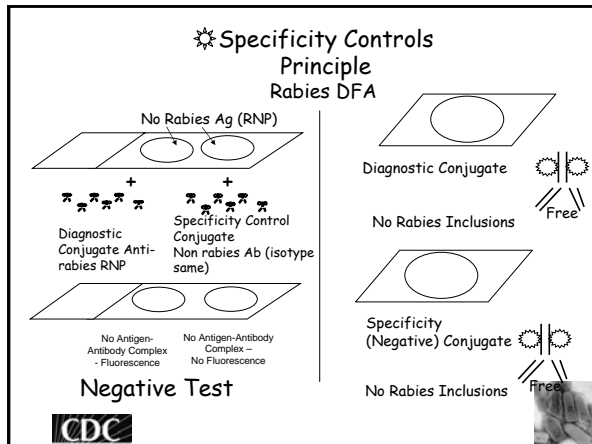 Specificity Controls
Principle
Rabies DFA
No Rabies Ag (RNP)
+
+
Diagnostic
Conjugate Anti-
rabies RNP
Specificity Control
Conjugate
Non rabies Ab (isotype
same)
No Antigen-
Antibody Complex
- Fluorescence
No Antigen-Antibody
Complex –
No Fluorescence
Negative Test
CDC
Diagnostic Conjugate
Free
No Rabies Inclusions
Specificity
(Negative) Conjugate
Free
No Rabies Inclusions